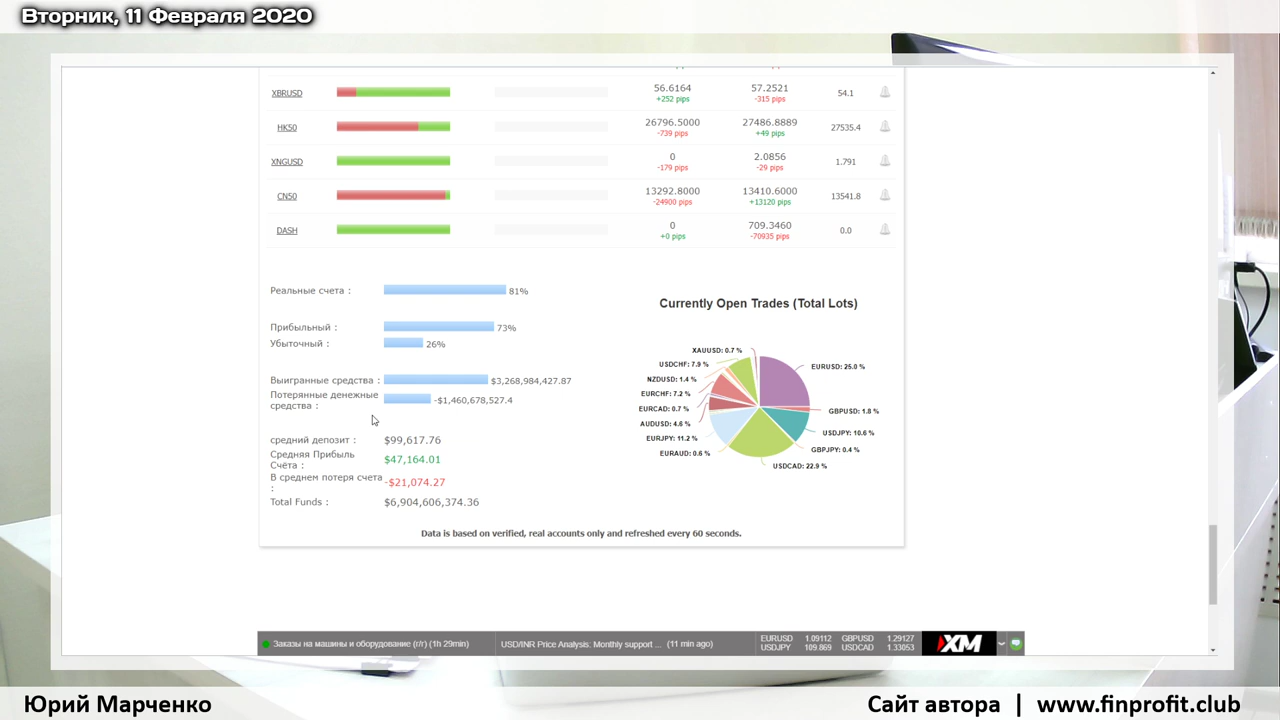 Вторник, 11 Февраля 2020
XBRUSD 56.6164 57.2521 54.1
+252 pips -315 pips
HK50 26796.5000 27486.8889 27535.4
-739 pips +49 pips
XNGUSD 0 2.0856 1.791
-179 pips -29 pips
CN50 13292.8000 13410.6000 13541.8
-24900 pips +13120 pips
DASH 0 709.3460 0.0
+0 pips -70935 pips
Реальные счета : 81%
Прибыльный : 73%
Убыточный : 26%
Выигранные средства : $3,268,984,427.87
Потерянные денежные
средства : -$1,460,678,527.4
средний депозит : $99,617.76
Средняя Прибыль
Счёта : $47,164.01
В среднем потеря счета
: -$21,074.27
Total Funds : $6,904,606,374.36
Currently Open Trades (Total Lots)
XAUUSD: 0.7 %
USDCHF: 7.9 %
NZDUSD: 1.4 %
EURCHF: 7.2 %
EURCAD: 0.7 %
AUDUSD: 4.6 %
EURJPY: 11.2 %
EURAUD: 0.6 %
EURUSD: 25.0 %
GBPUSD: 1.8 %
USDJPY: 10.6 %
GBPJPY: 0.4 %
USDCAD: 22.9 %
Data is based on verified, real accounts only and refreshed every 60 seconds.
Заказы на машины и оборудование (г/г) (1h 29min)
USD/INR Price Analysis: Monthly support ... (11 min ago)
EURUSD 1.09112 GBPUSD 1.29127
USDJPY 109.869 USDCAD 1.33053
XM
Юрий Марченко
Сайт автора | www.finprofit.club